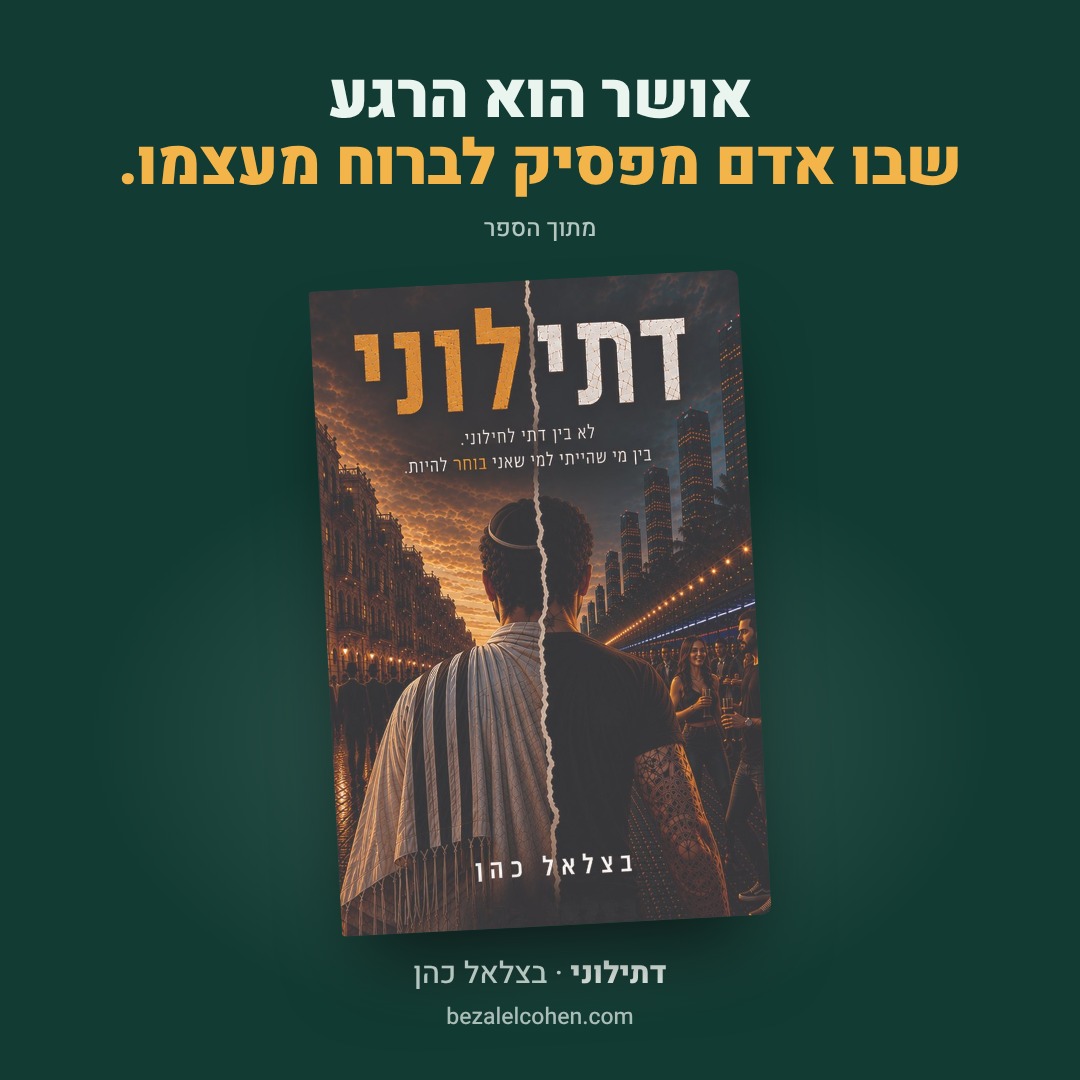 אושר הוא הרגע
שבו אדם מפסיק לברוח מעצמו.
מתוך הספר
דתילוני
לא בין דתי לחילוני.
בין מי שהייתי למי שאני בוחר להיות.
בצלאל כהן
דתילוני · בצלאל כהן
bezalelcohen.com